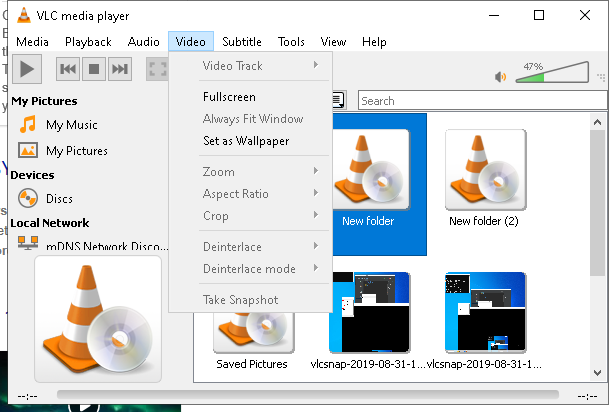 VLC media player
Media Playback Audio Video Subtitle Tools View Help
47%
Search
Video Track
Fullscreen
Always Fit Window
Set as Wallpaper
Zoom
Aspect Ratio
Crop
Deinterlace
Deinterlace mode
Take Snapshot
My Pictures
My Music
My Pictures
Devices
Discs
Local Network
mDNS Network Disco...
New folder
New folder (2)
Saved Pictures
vlcsnap-2019-08-31-1...
vlcsnap-2019-08-31-1...
--:--
--:--